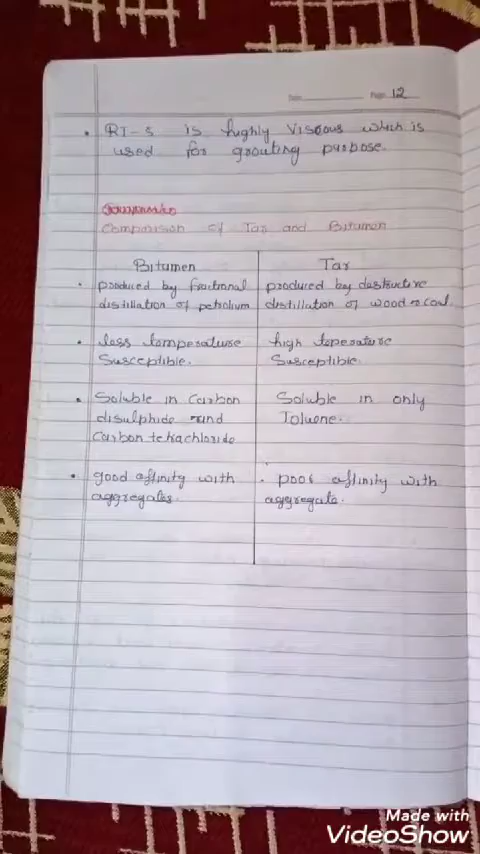 Date Page 12
• RT-5 is highly viscous which is
used for grouting purpose.
Comparison of Tar and Bitumen
Bitumen
• produced by fractional
distillation of petrolium
• less temperature
Susceptible.
• Soluble in Carbon
disulphide and
Carbon tetrachloride
• good affinity with
aggregates.
Tar
produced by destructive
distillation of wood or coal.
high teperature
Susceptible.
Soluble in only
Toluene.
• poor affinity with
aggregate.
Made with
VideoShow